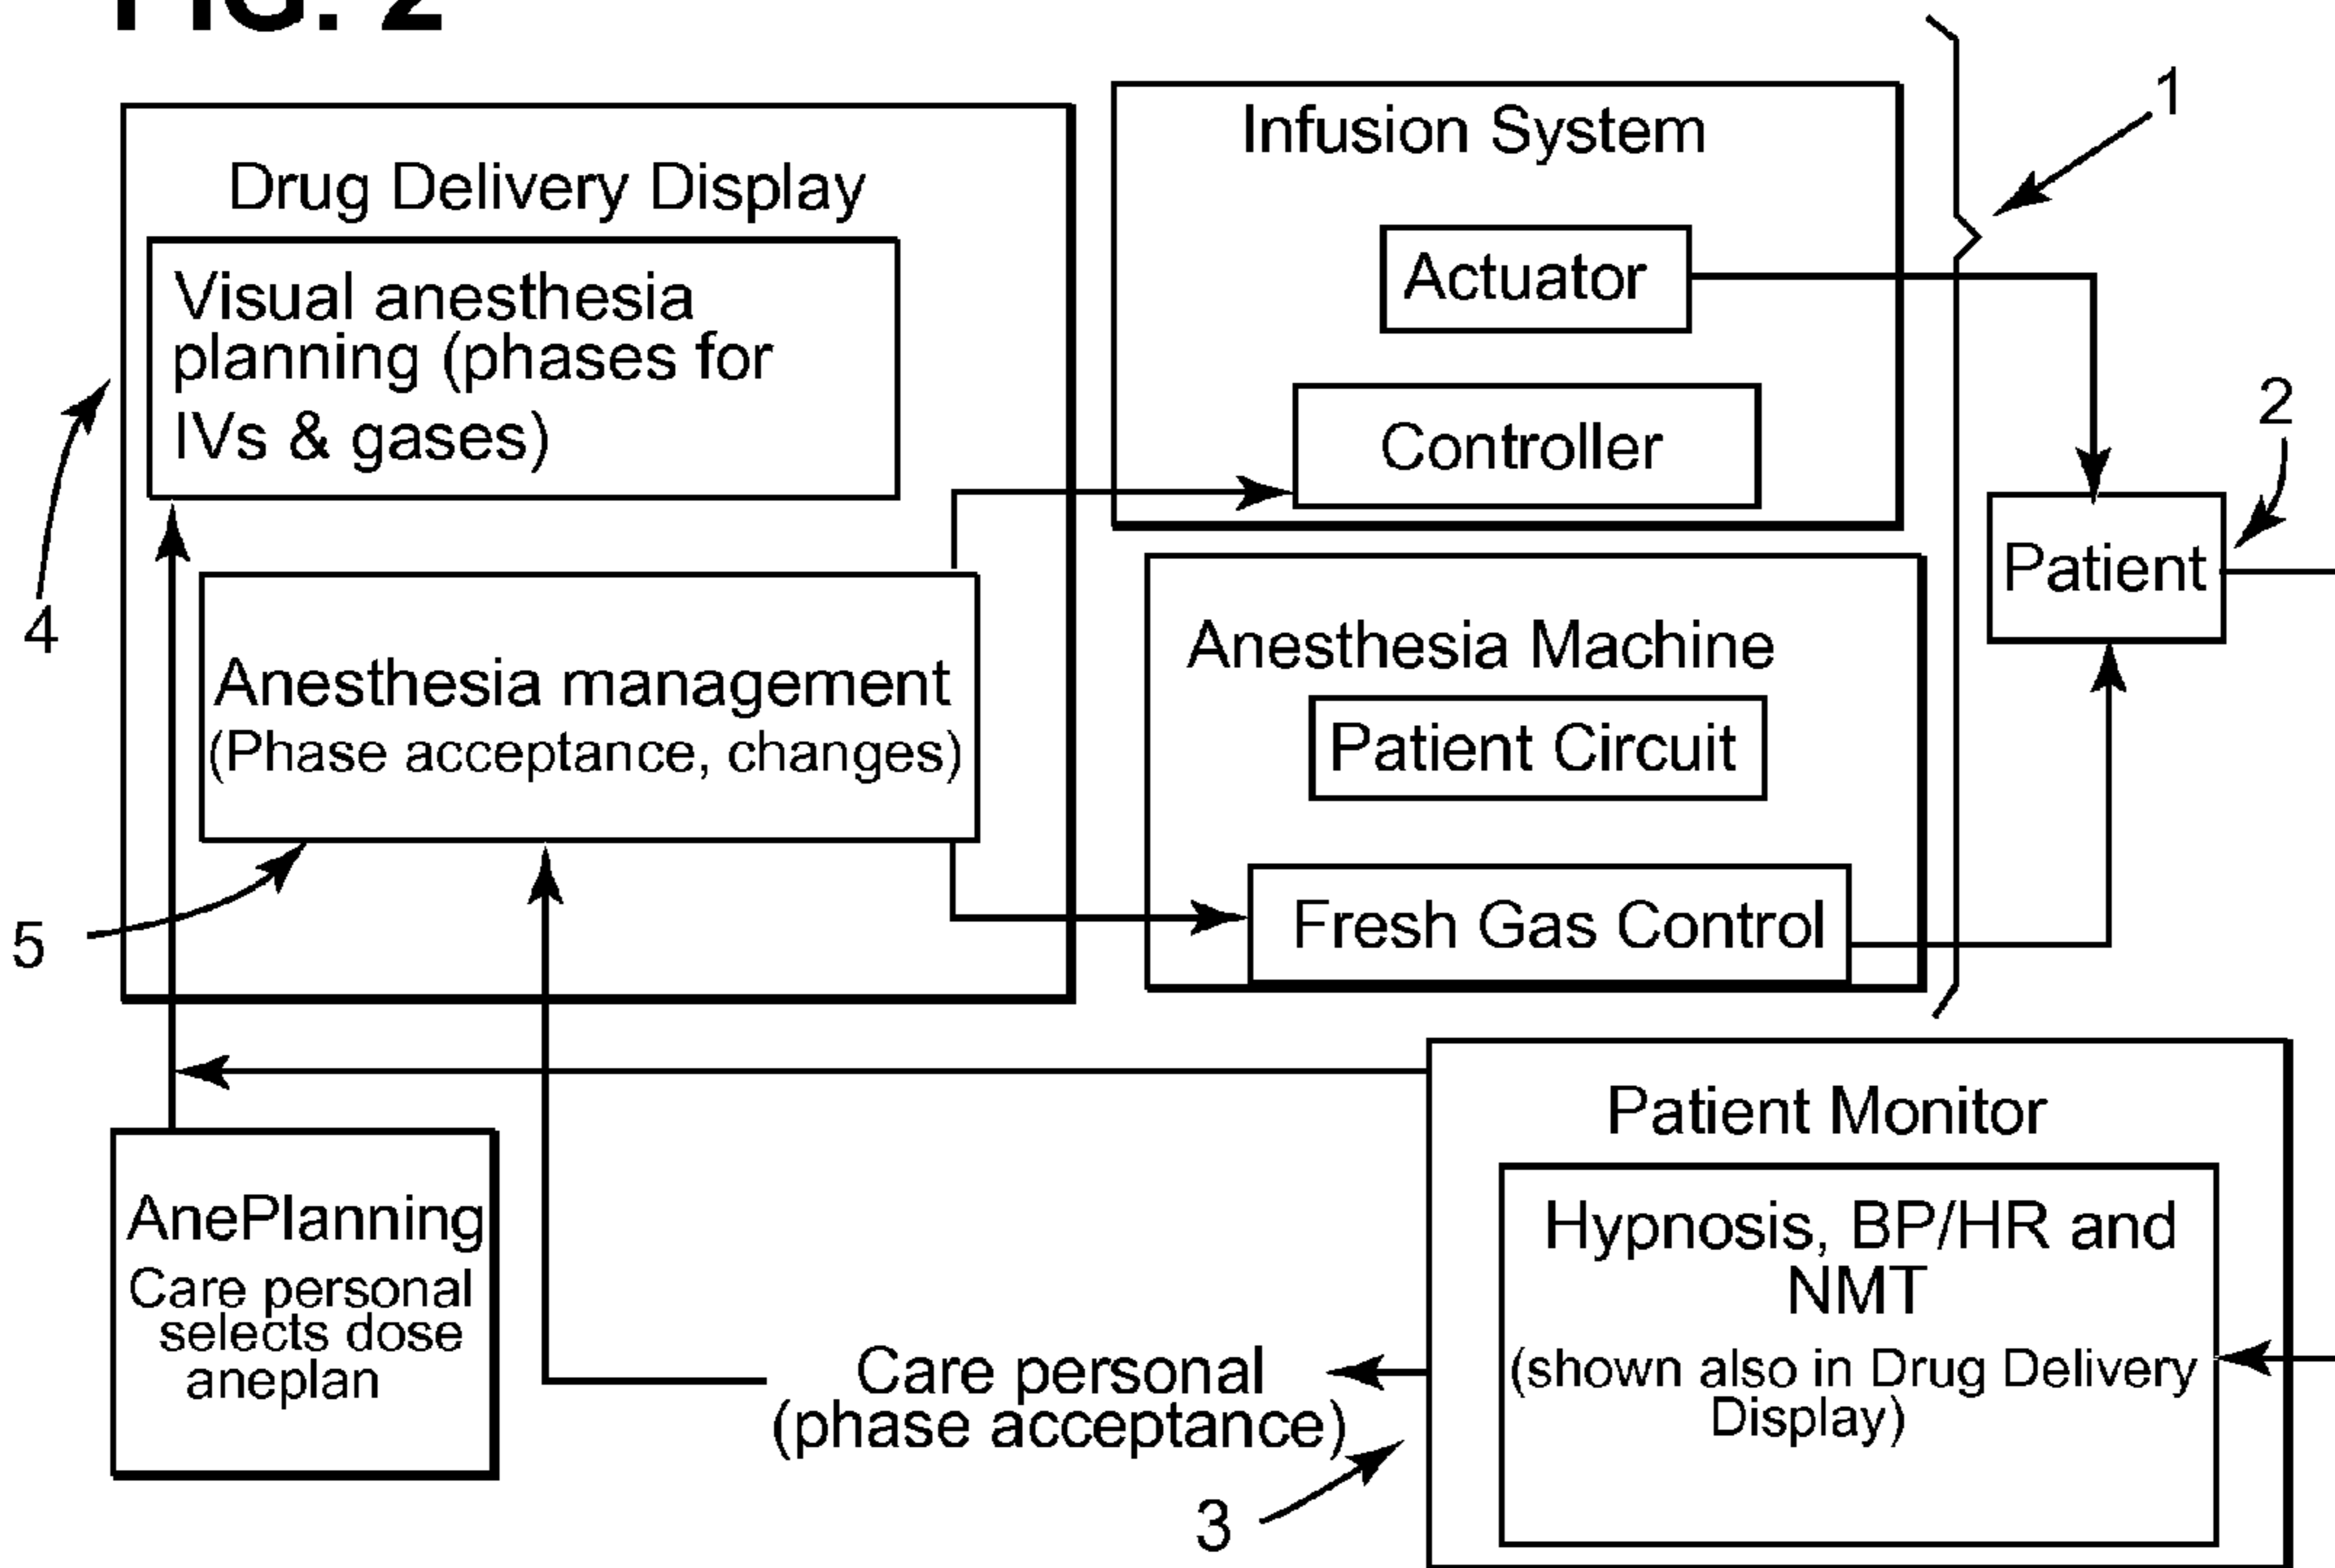 FIG. 2
1
Drug Delivery Display
Infusion System
Visual anesthesia
planning (phases for
IVs & gases)
Actuator
Controller
2
Patient
4
Anesthesia management
(Phase acceptance, changes)
Anesthesia Machine
Patient Circuit
Fresh Gas Control
5
Patient Monitor
Hypnosis, BP/HR and
NMT
(shown also in Drug Delivery
Display)
AnePlanning
Care personal
selects dose
aneplan
Care personal
(phase acceptance)
3